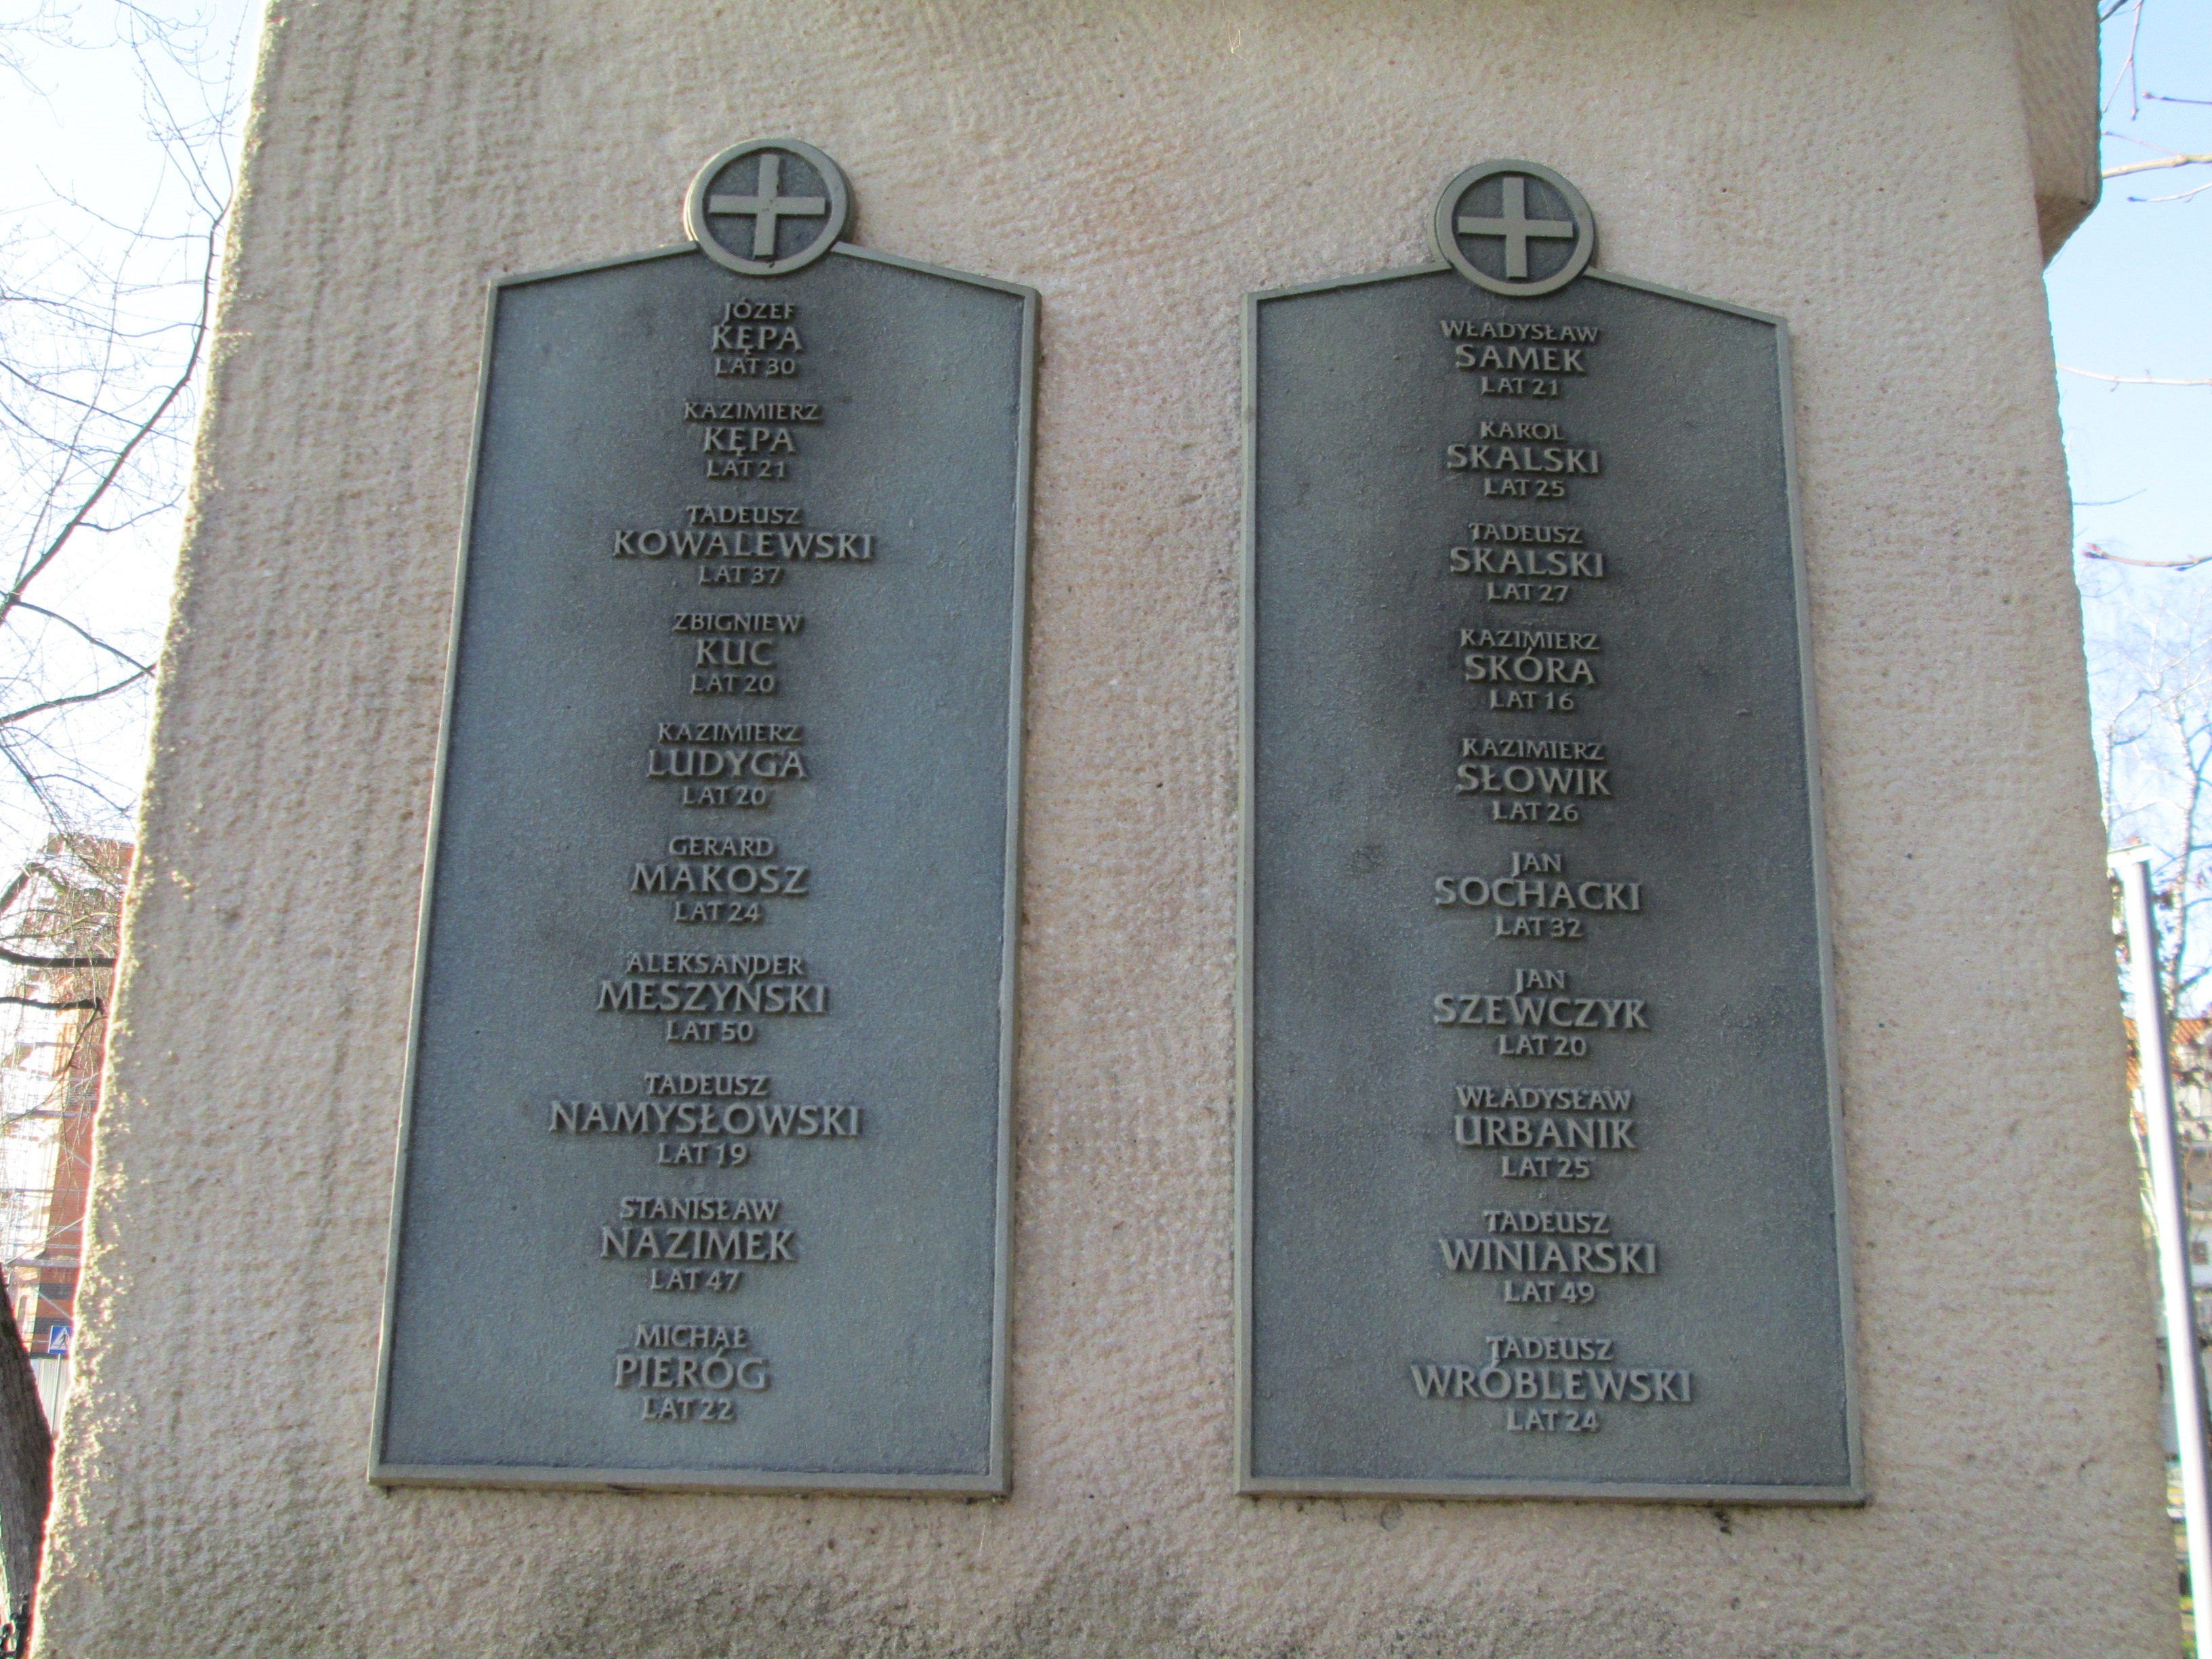 JÓZEF
KĘPA
LAT 30
KAZIMIERZ
KĘPA
LAT 21
TADEUSZ
KOWALEWSKI
LAT 37
ZBIGNIEW
KUC
LAT 20
KAZIMIERZ
LUDYGA
LAT 20
GERARD
MAKOSZ
LAT 24
ALEKSANDER
MESZYŃSKI
LAT 50
TADEUSZ
NAMYSŁOWSKI
LAT 19
STANISŁAW
NAZIMEK
LAT 47
MICHAŁ
PIERÓG
LAT 22
WŁADYSŁAW
SAMEK
LAT 21
KAROL
SKALSKI
LAT 25
TADEUSZ
SKALSKI
LAT 27
KAZIMIERZ
SKÓRA
LAT 16
KAZIMIERZ
SŁOWIK
LAT 26
JAN
SOCHACKI
LAT 32
JAN
SZEWCZYK
LAT 20
WŁADYSŁAW
URBANIK
LAT 25
TADEUSZ
WINIARSKI
LAT 49
TADEUSZ
WRÓBLEWSKI
LAT 24